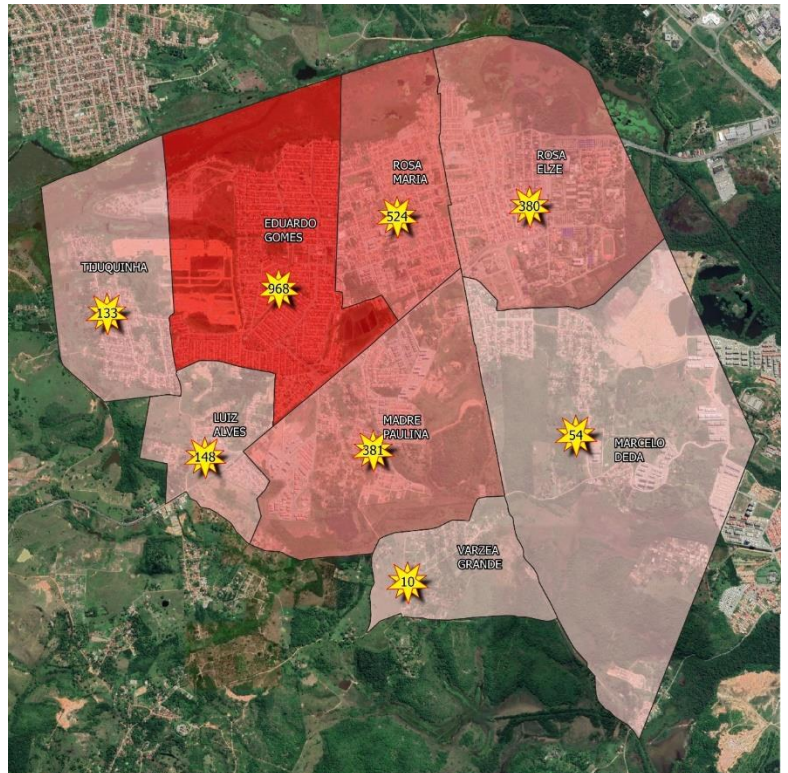 ROSA
MARIA
524
ROSA
ELZE
380
EDUARDO
GOMES
968
TIJUQUINHA
133
LUIZ
ALVES
148
MADRE
PAULINA
381
54
MARCELO
DEDA
VARZEA
GRANDE
10